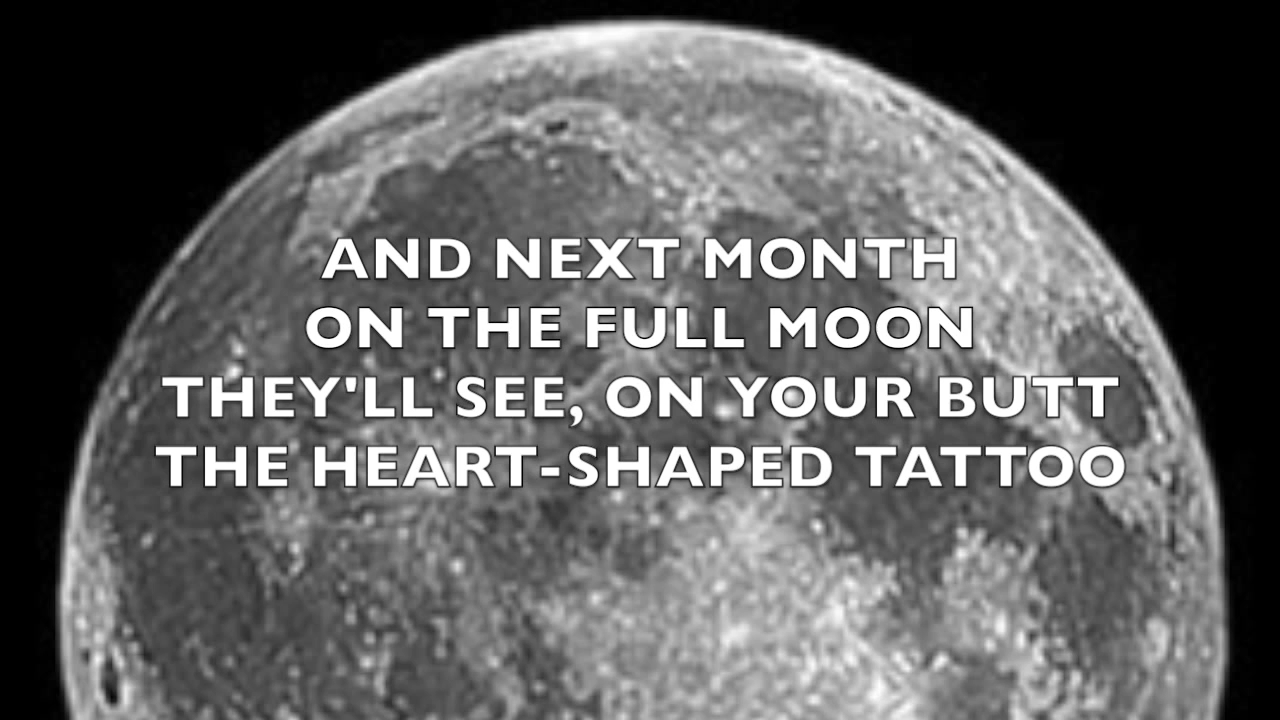 AND NEXT MONTH
ON THE FULL MOON
THEY'LL SEE, ON YOUR BUTT
THE HEART-SHAPED TATTOO